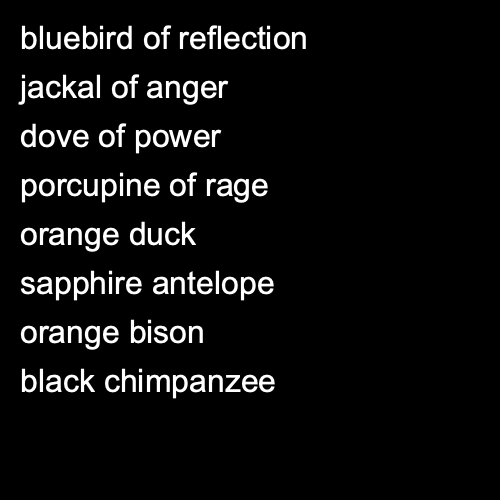 bluebird of reflection
jackal of anger
dove of power
porcupine of rage
orange duck
sapphire antelope
orange bison
black chimpanzee